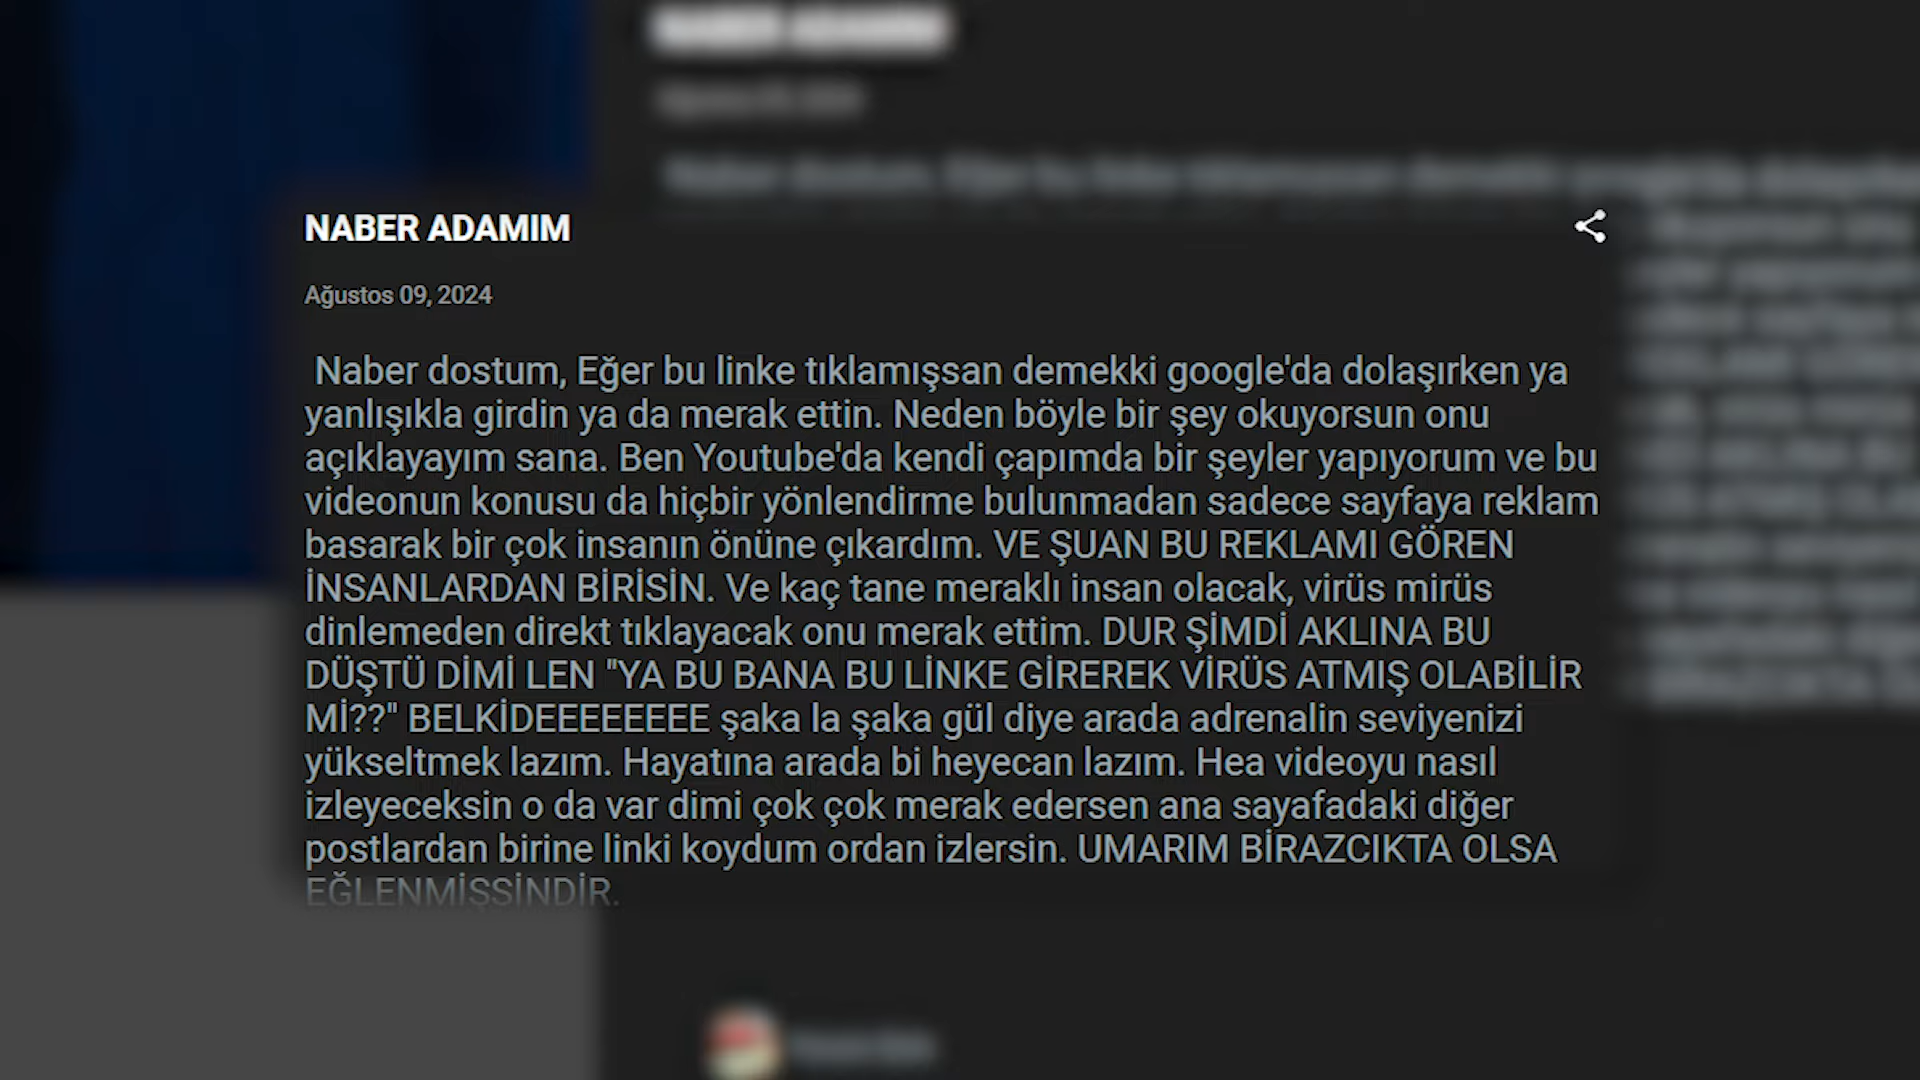 NABER ADAMIM
Ağustos 09, 2024
Naber dostum, Eğer bu linke tıklamışsan demekki google'da dolaşırken ya
yanlışıkla girdin ya da merak ettin. Neden böyle bir şey okuyorsun onu
açıklayayım sana. Ben Youtube'da kendi çapımda bir şeyler yapıyorum ve bu
videonun konusu da hiçbir yönlendirme bulunmadan sadece sayfaya reklam
basarak bir çok insanın önüne çıkardım. VE ŞUAN BU REKLAMI GÖREN
İNSANLARDAN BİRİSİN. Ve kaç tane meraklı insan olacak, virüs mirüs
dinlemeden direkt tıklayacak onu merak ettim. DUR ŞİMDİ AKLINA BU
DÜŞTÜ DİMİ LEN "YA BU BANA BU LİNKE GİREREK VİRÜS ATMIŞ OLABİLİR
Mİ??" BELKİDEEEEEEEE şaka la şaka gül diye arada adrenalin seviyenizi
yükseltmek lazım. Hayatına arada bi heyecan lazım. Hea videoyu nasıl
izleyeceksin o da var dimi çok çok merak edersen ana sayafadaki diğer
postlardan birine linki koydum ordan izlersin. UMARIM BİRAZCIKTA OLSA
EĞLENMİŞSİNDİR.